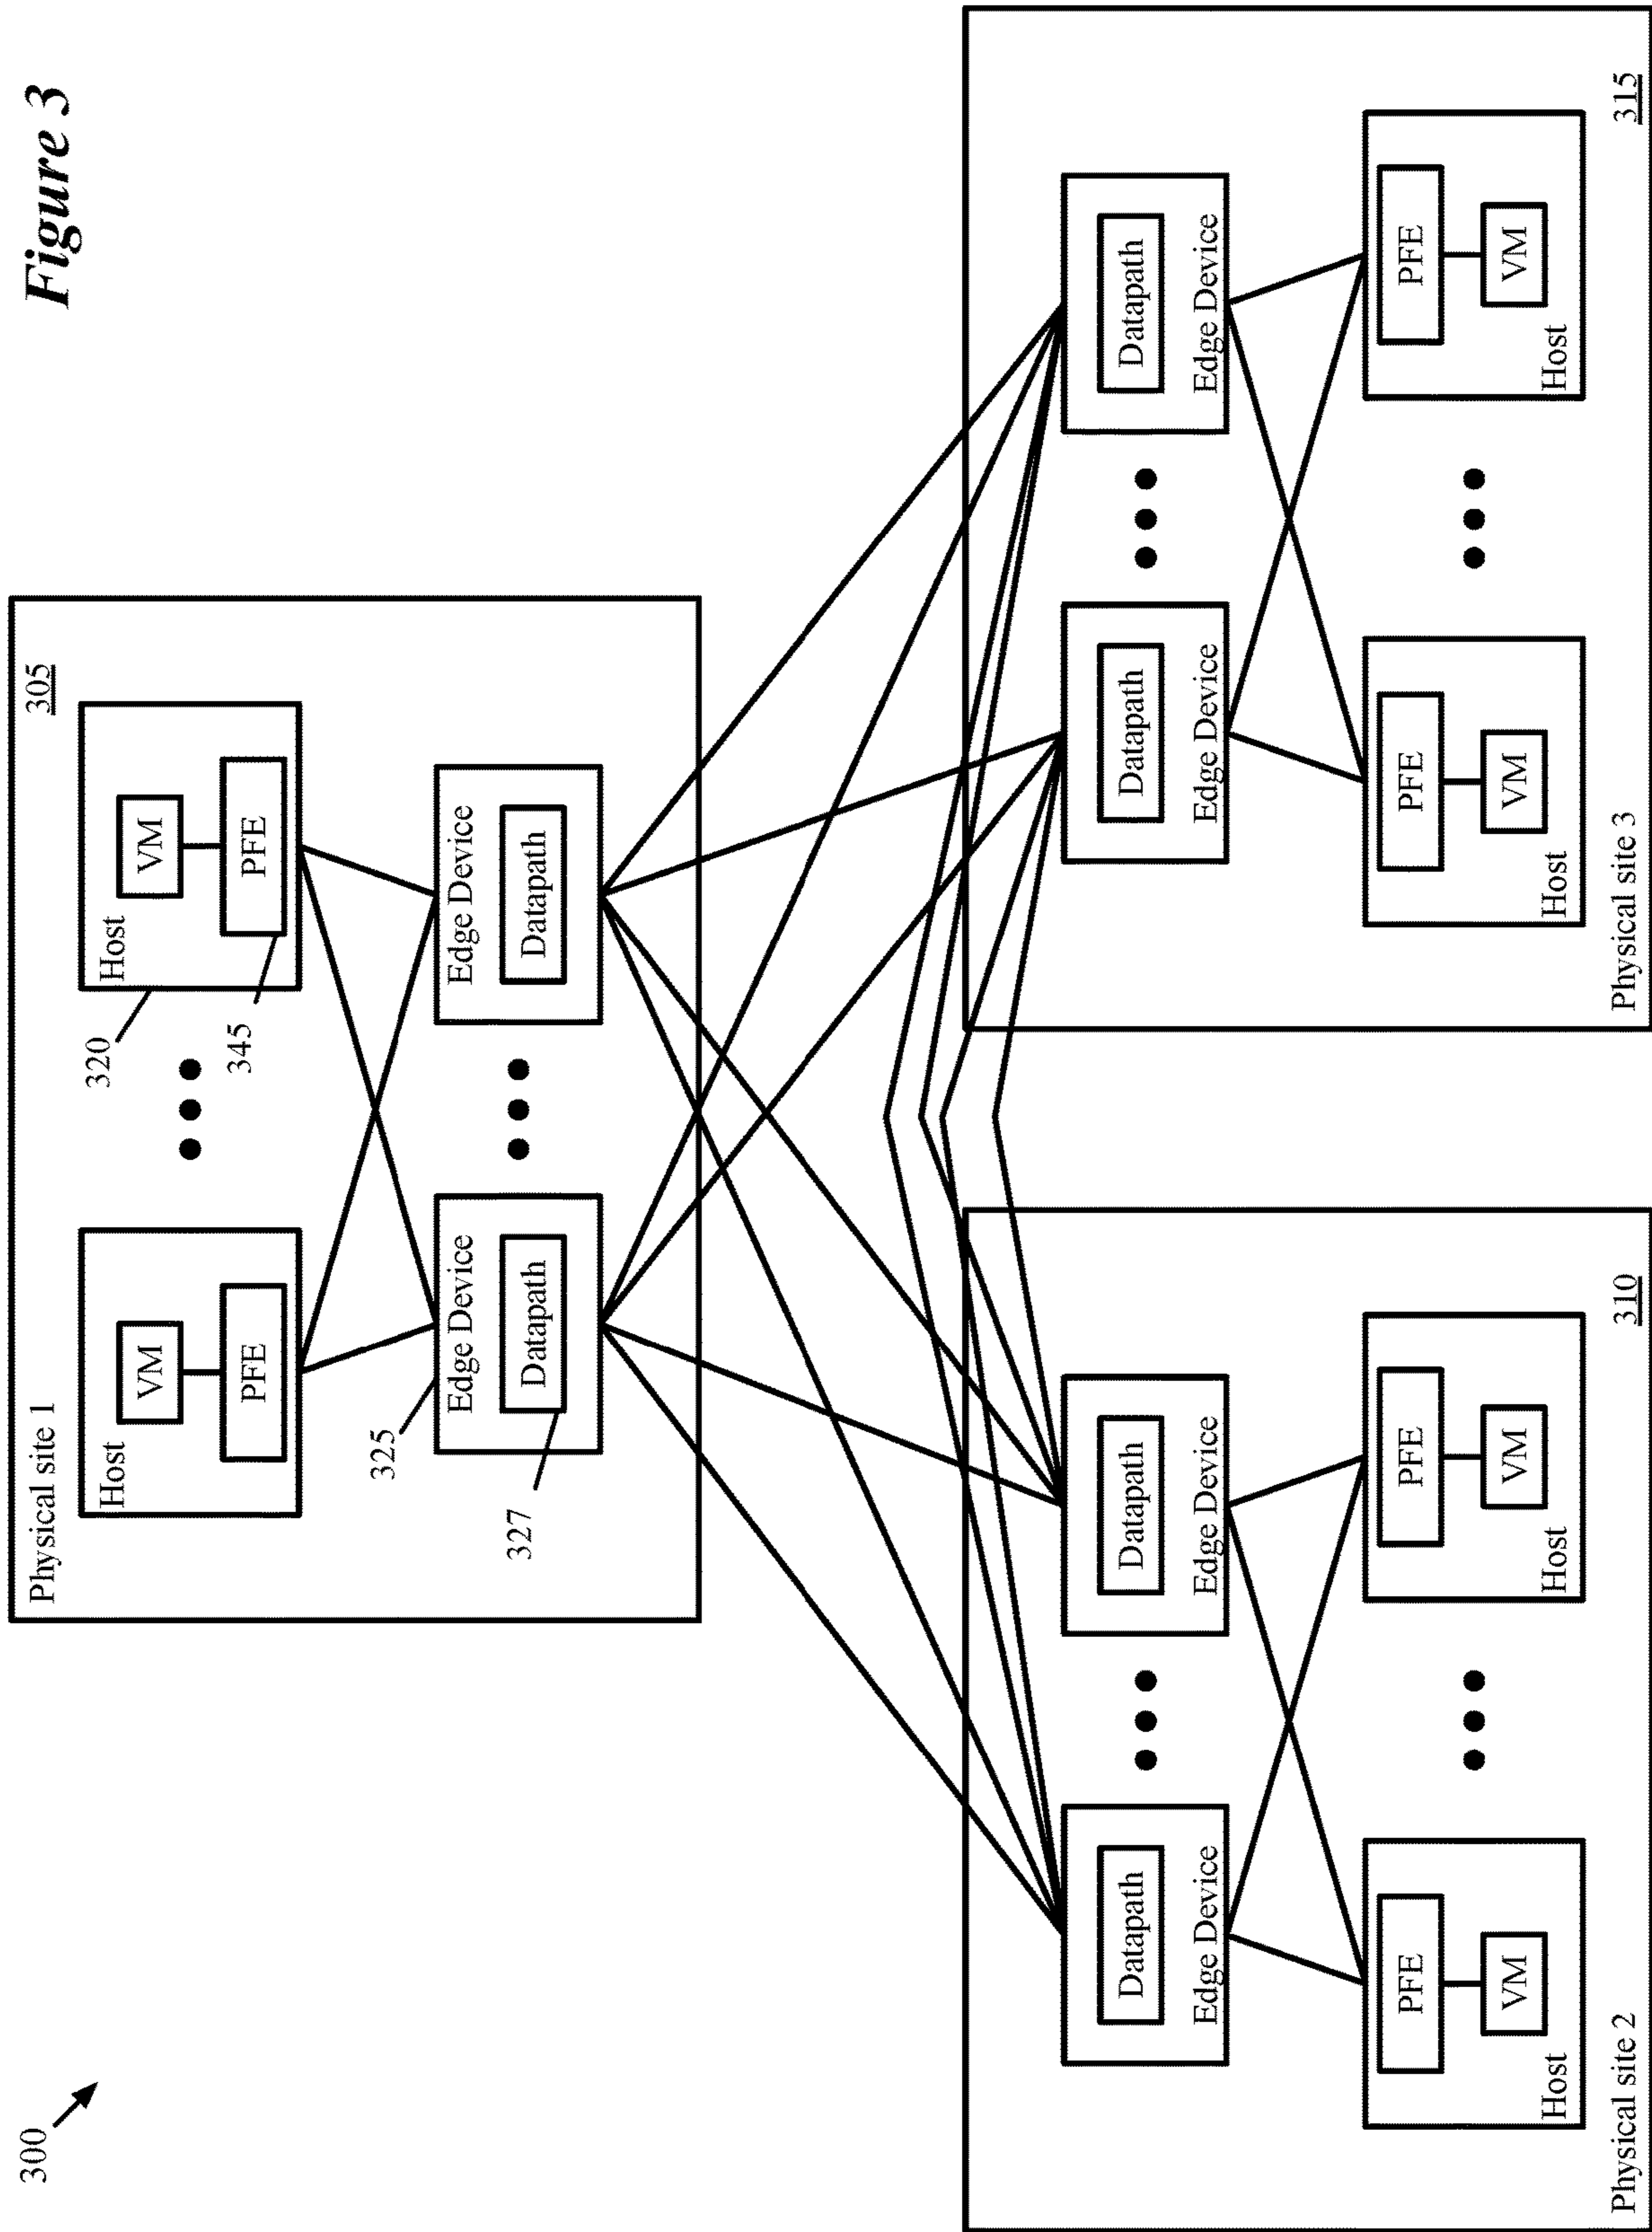 Figure 3
300
Physical site 1
305
Host
VM
PFE
Host
VM
PFE
320
345
Edge Device
Datapath
Edge Device
Datapath
325
327
Datapath
Edge Device
Datapath
Edge Device
PFE
VM
Host
PFE
VM
Host
Physical site 2
310
Datapath
Edge Device
Datapath
Edge Device
PFE
VM
Host
PFE
VM
Host
Physical site 3
315